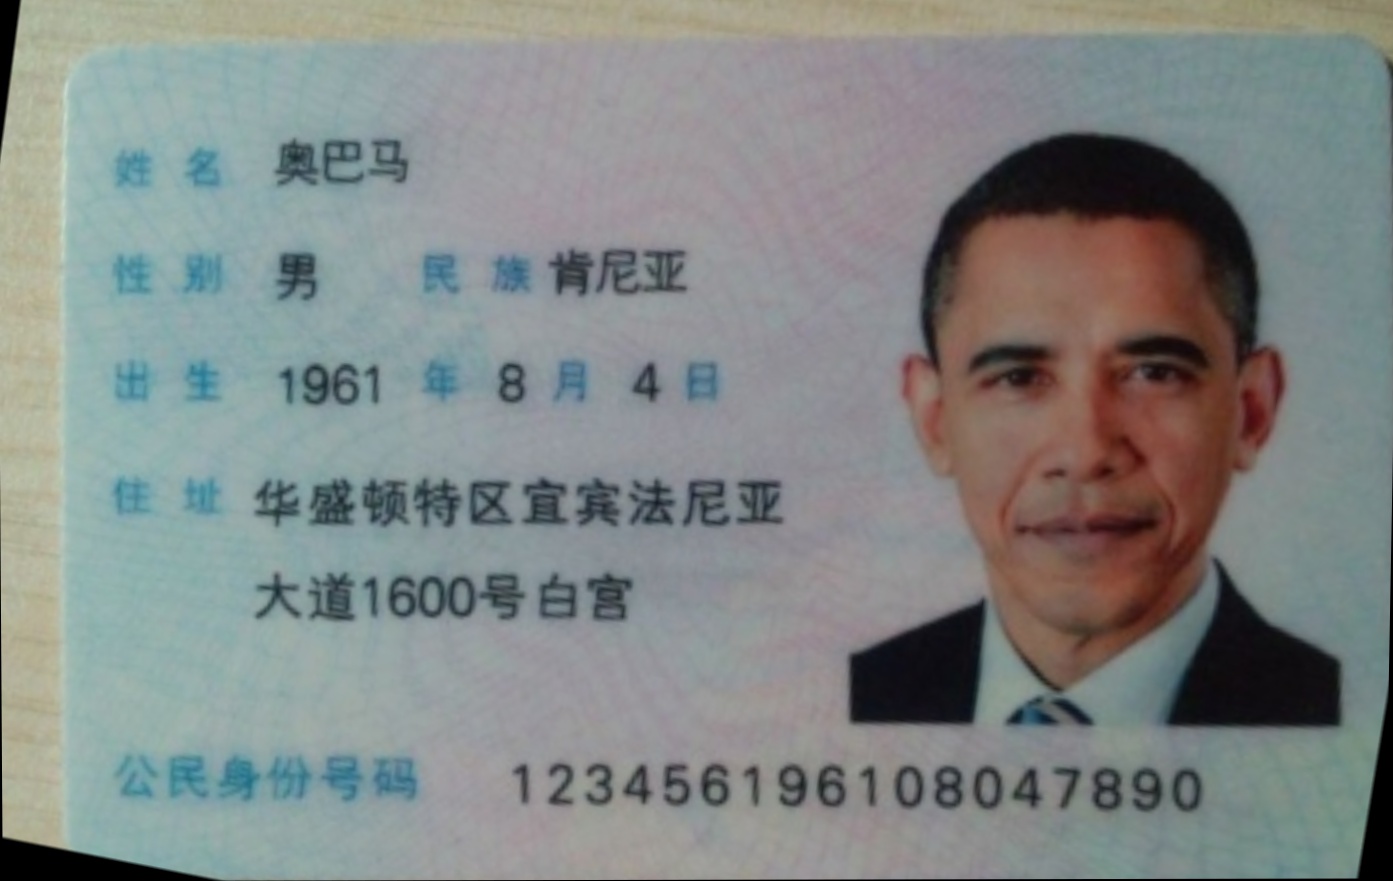 姓名 奥巴马
性别 男 民族 肯尼亚
出生 1961 年 8 月 4 日
住址 华盛顿特区宜宾法尼亚
大道1600号白宫
公民身份号码 123456196108047890